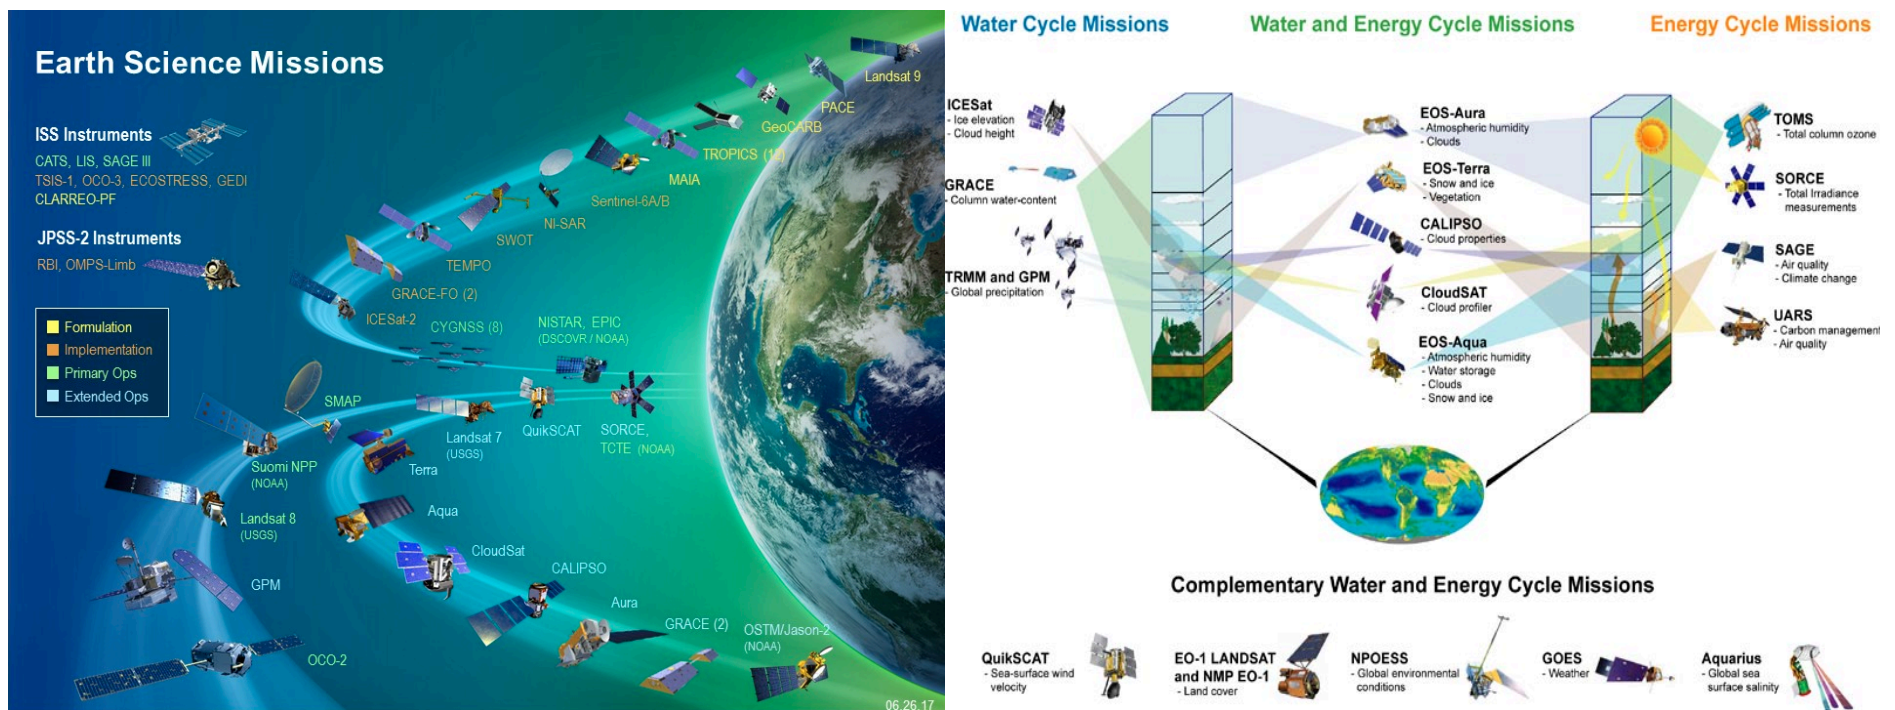 Earth Science Missions
ISS Instruments
CATS, LIS, SAGE III
TSIS-1, OCO-3, ECOSTRESS, GEDI
CLARREO-PF
JPSS-2 Instruments
RBI, OMPS-Limb
Formulation
Implementation
Primary Ops
Extended Ops
Landsat 9
PACE
GeoCARB
TROPICS (12)
MAIA
Sentinel-6A/B
NI-SAR
SWOT
TEMPO
GRACE-FO (2)
ICESat-2
CYGNSS (8)
NISTAR, EPIC
(DSCOVR / NOAA)
SORCE,
TCTE (NOAA)
QuikSCAT
Landsat 7
(USGS)
Terra
SMAP
Suomi NPP
(NOAA)
Landsat 8
(USGS)
GPM
OCO-2
Aqua
CloudSat
CALIPSO
Aura
GRACE (2)
OSTM/Jason-2
(NOAA)
06.26.17
Water Cycle Missions
Water and Energy Cycle Missions
Energy Cycle Missions
ICESat
- Ice elevation
- Cloud height
GRACE
- Column water-content
TRMM and GPM
- Global precipitation
EOS-Aura
- Atmospheric humidity
- Clouds
EOS-Terra
- Snow and ice
- Vegetation
CALIPSO
- Cloud properties
CloudSAT
- Cloud profiler
EOS-Aqua
- Atmospheric humidity
- Water storage
- Clouds
- Snow and ice
TOMS
- Total column ozone
SORCE
- Total Irradiance
measurements
SAGE
- Air quality
- Climate change
UARS
- Carbon management
- Air quality
Complementary Water and Energy Cycle Missions
QuikSCAT
- Sea-surface wind
velocity
EO-1 LANDSAT
and NMP EO-1
- Land cover
NPOESS
- Global environmental
conditions
GOES
- Weather
Aquarius
- Global sea
surface salinity